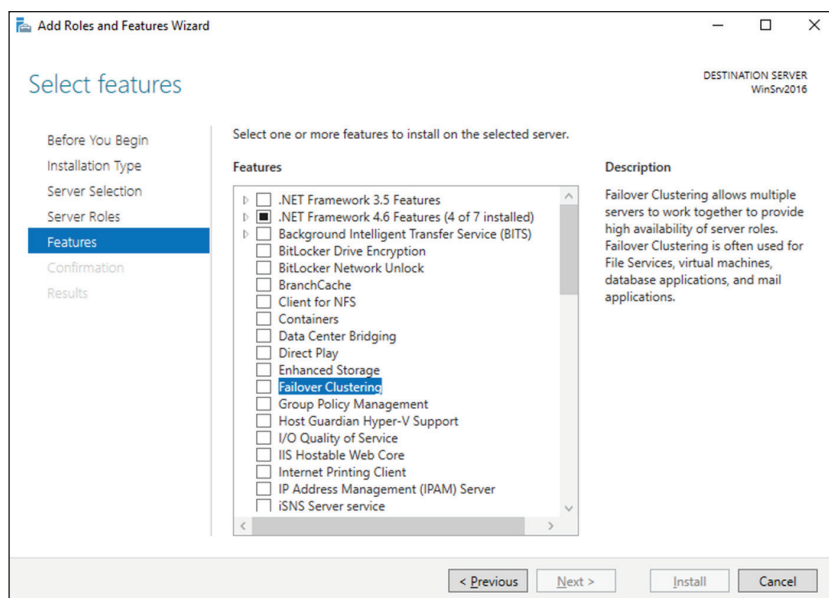 Add Roles and Features Wizard
Select features
DESTINATION SERVER
WinSrv2016
Before You Begin
Installation Type
Server Selection
Server Roles
Features
Confirmation
Results
Select one or more features to install on the selected server.
Features
.NET Framework 3.5 Features
.NET Framework 4.6 Features (4 of 7 installed)
Background Intelligent Transfer Service (BITS)
BitLocker Drive Encryption
BitLocker Network Unlock
BranchCache
Client for NFS
Containers
Data Center Bridging
Direct Play
Enhanced Storage
Failover Clustering
Group Policy Management
Host Guardian Hyper-V Support
I/O Quality of Service
IIS Hostable Web Core
Internet Printing Client
IP Address Management (IPAM) Server
iSNS Server service
Description
Failover Clustering allows multiple
servers to work together to provide
high availability of server roles.
Failover Clustering is often used for
File Services, virtual machines,
database applications, and mail
applications.
< Previous
Next >
Install
Cancel